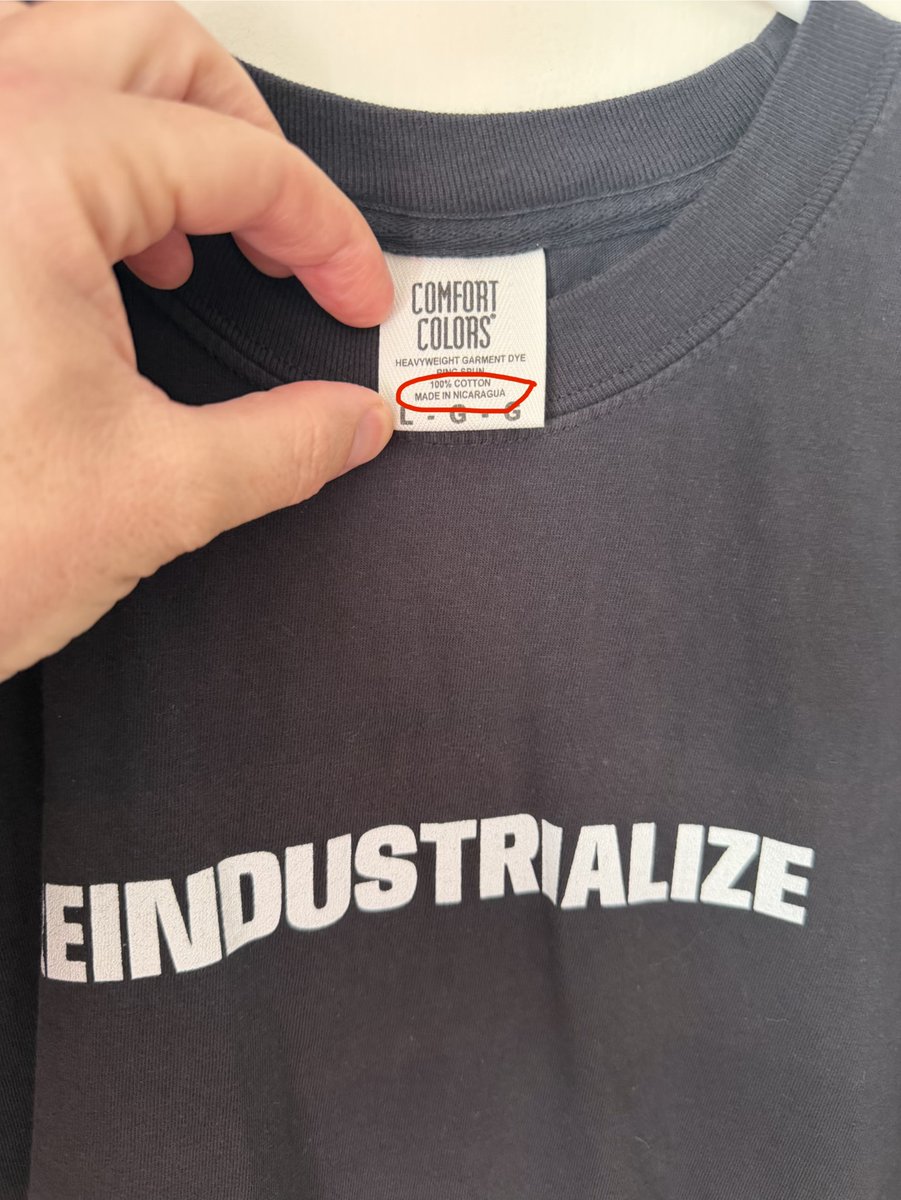 COMFORT
COLORS®
HEAVYWEIGHT GARMENT DYE
RING SPUN
100% COTTON
MADE IN NICARAGUA
L - G - G
EINDUSTRIALIZE